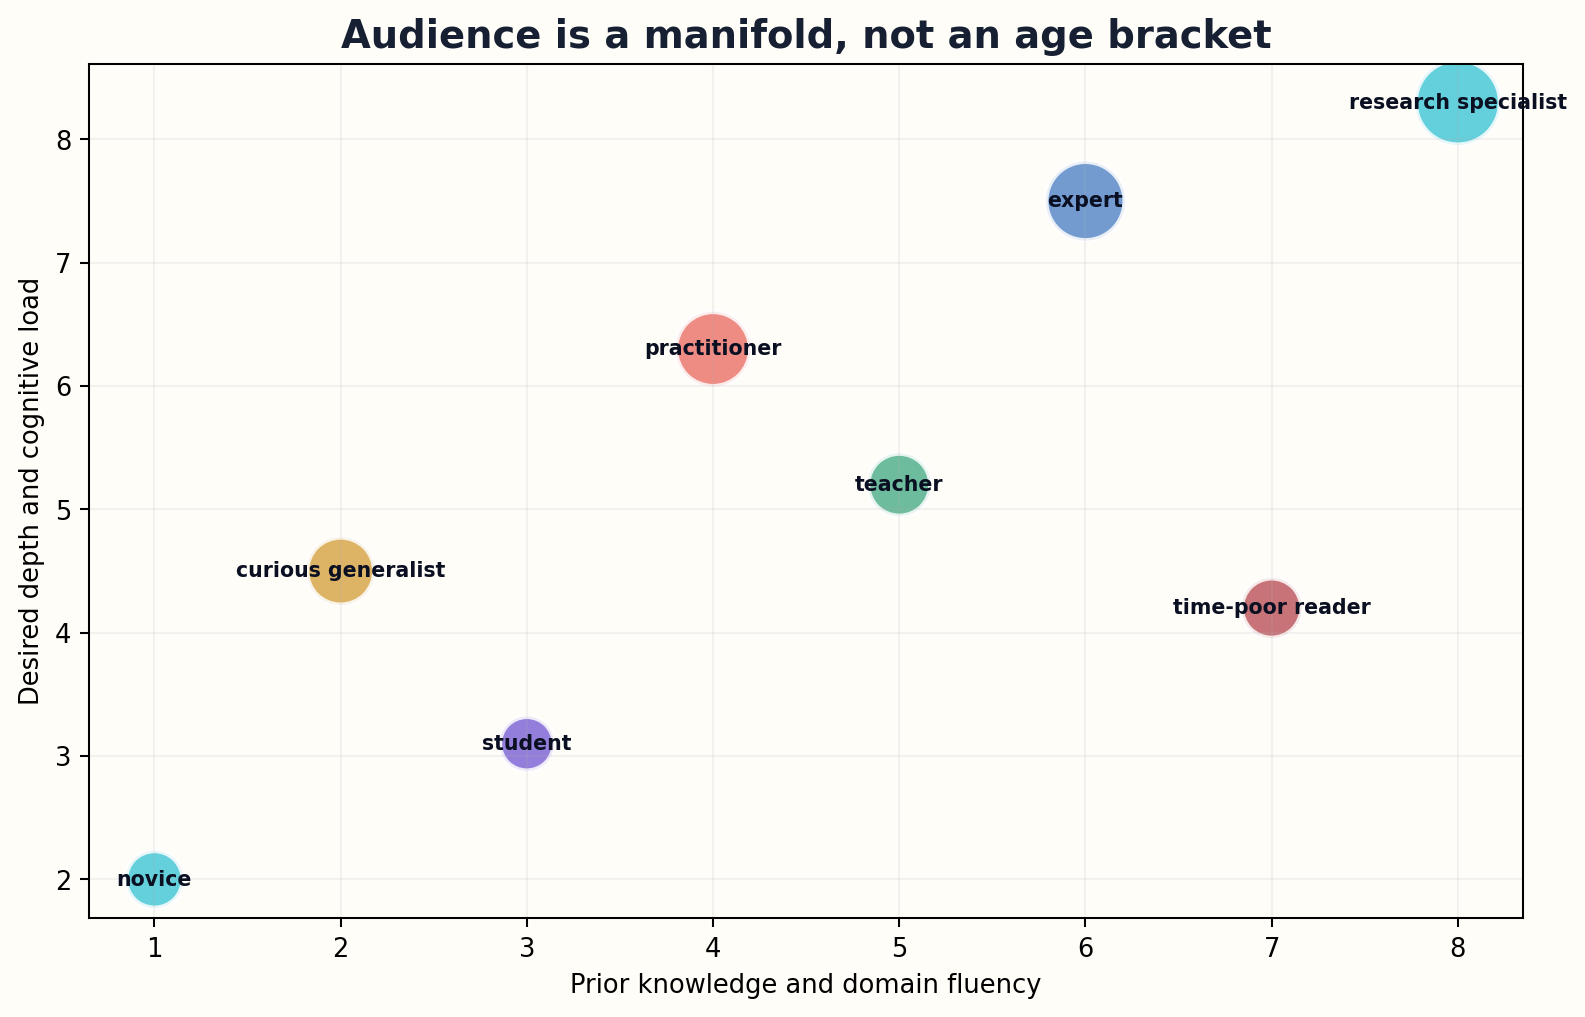 Audience is a manifold, not an age bracket
research specialist
8
expert
7
practitioner
6
teacher
5
curious generalist
time-poor reader
4
student
3
novice
2
Desired depth and cognitive load
1 2 3 4 5 6 7 8
Prior knowledge and domain fluency